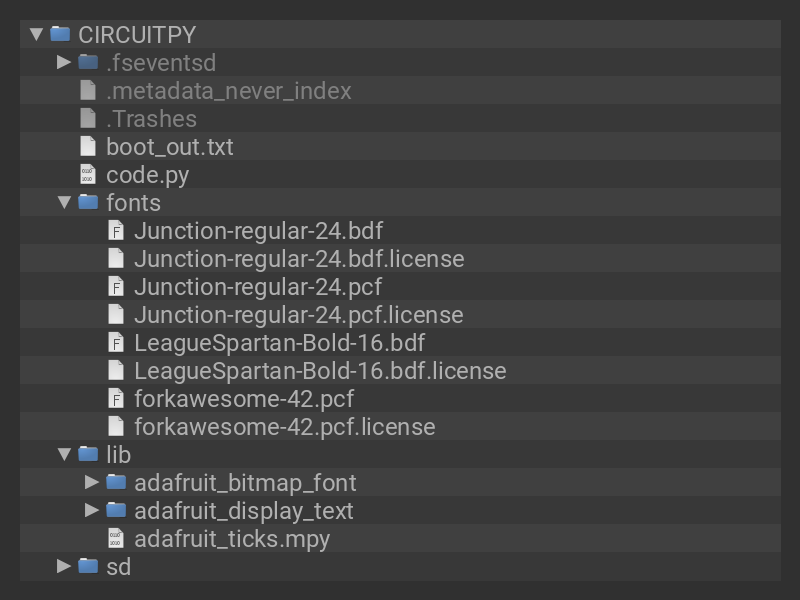 CIRCUITPY
.fseventsd
.metadata_never_index
.Trashes
boot_out.txt
code.py
fonts
Junction-regular-24.bdf
Junction-regular-24.bdf.license
Junction-regular-24.pcf
Junction-regular-24.pcf.license
LeagueSpartan-Bold-16.bdf
LeagueSpartan-Bold-16.bdf.license
forkawesome-42.pcf
forkawesome-42.pcf.license
lib
adafruit_bitmap_font
adafruit_display_text
adafruit_ticks.mpy
sd